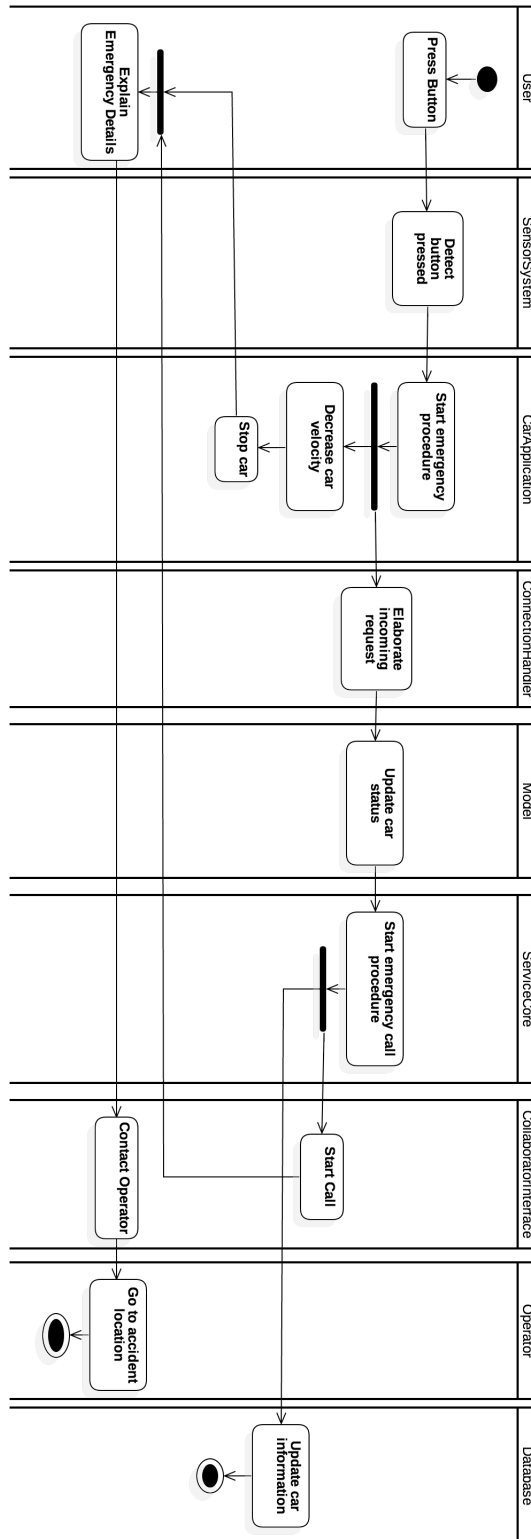 User
SensorSystem
CarApplication
ConnectionHandler
Model
ServiceCore
CollaboratorInterface
Operator
Database
Press Button
Detect
button
pressed
Start emergency
procedure
Decrease car
velocity
Stop car
Elaborate
incoming
request
Update car
status
Start emergency call
procedure
Start Call
Explain
Emergency Details
Contact Operator
Go to accident
location
Update car
information